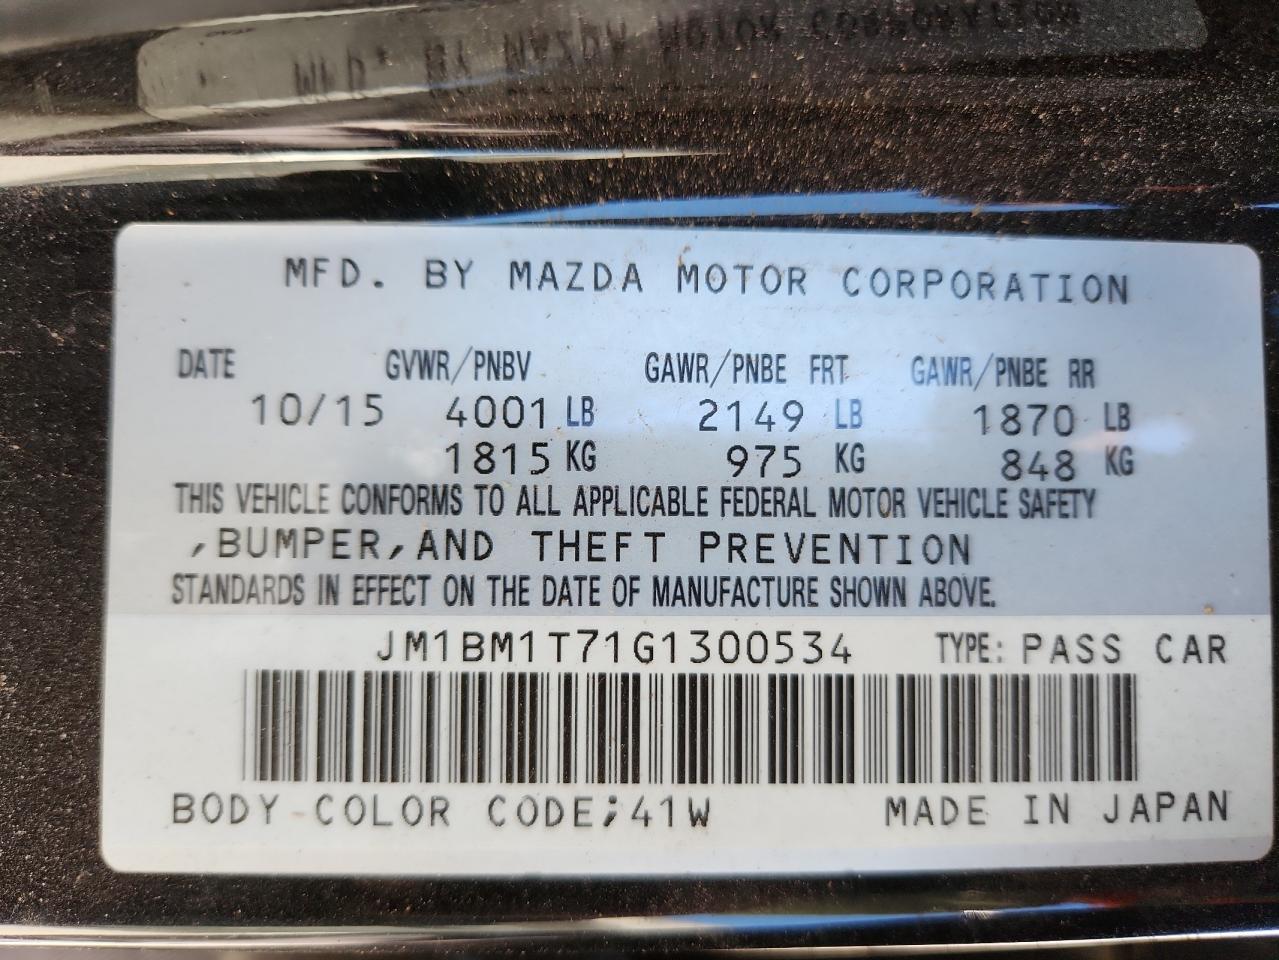 MFD. BY MAZDA MOTOR CORPORATION
DATE GVWR/PNBV GAWR/PNBE FRT GAWR/PNBE RR
10/15 4001 LB 2149 LB 1870 LB
1815 KG 975 KG 848 KG
THIS VEHICLE CONFORMS TO ALL APPLICABLE FEDERAL MOTOR VEHICLE SAFETY
,BUMPER,AND THEFT PREVENTION
STANDARDS IN EFFECT ON THE DATE OF MANUFACTURE SHOWN ABOVE.
JM1BM1T71G1300534 TYPE: PASS CAR
BODY COLOR CODE;41W MADE IN JAPAN